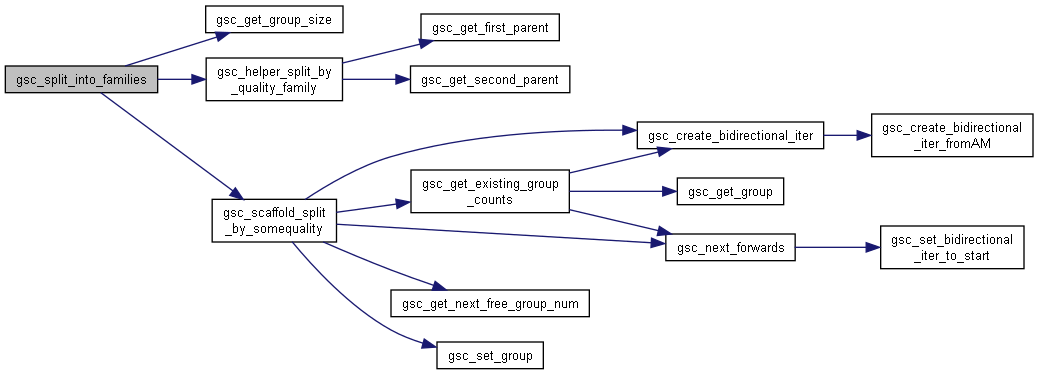 gsc_split_into_families
gsc_get_group_size
gsc_helper_split_by
_quality_family
gsc_get_first_parent
gsc_get_second_parent
gsc_scaffold_split
_by_somequality
gsc_get_existing_group
_counts
gsc_create_bidirectional_iter
gsc_create_bidirectional
_iter_fromAM
gsc_get_group
gsc_next_forwards
gsc_set_bidirectional
_iter_to_start
gsc_get_next_free_group_num
gsc_set_group